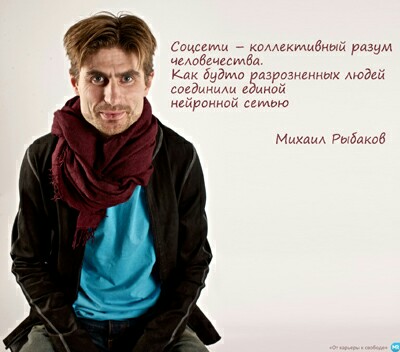 Соцсети – коллективный разум
человечества.
Как будто разрозненных людей
соединили единой
нейронной сетью
Михаил Рыбаков
«От карьеры к свободе»